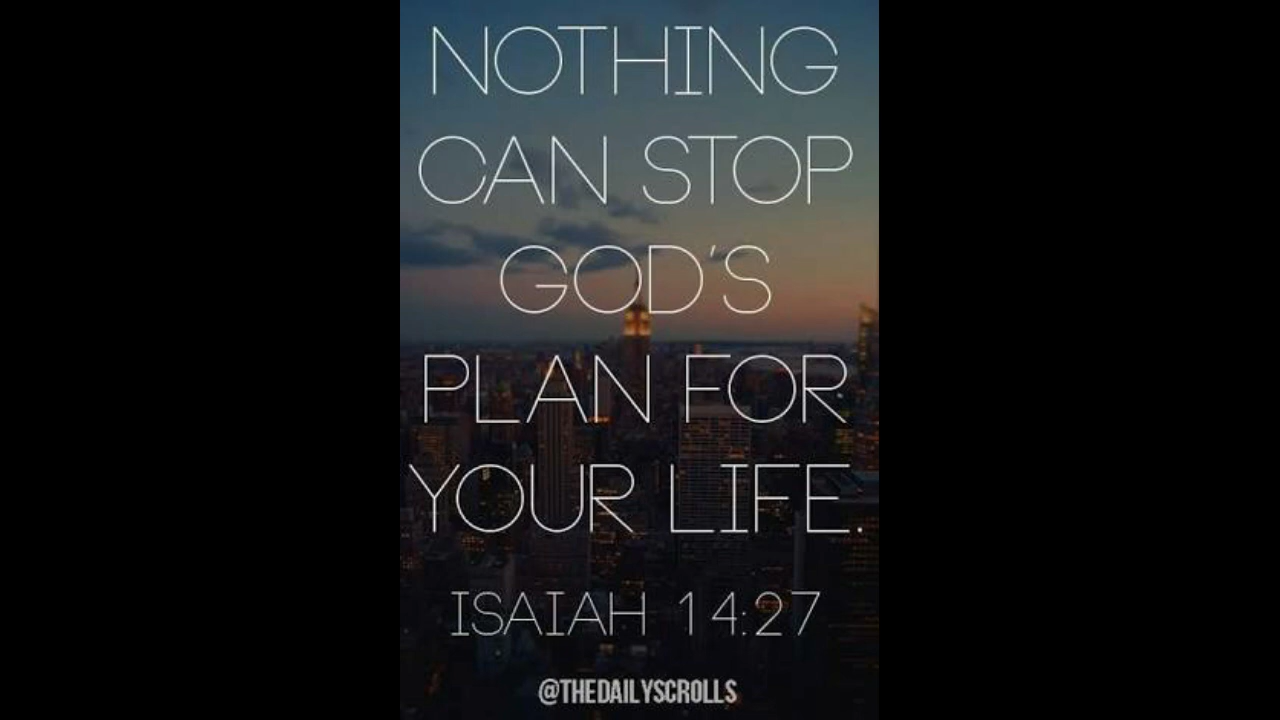 NOTHING
CAN STOP
GOD'S
PLAN FOR
YOUR LIFE.
ISAIAH 14:27
@THEDAILYSCROLLS